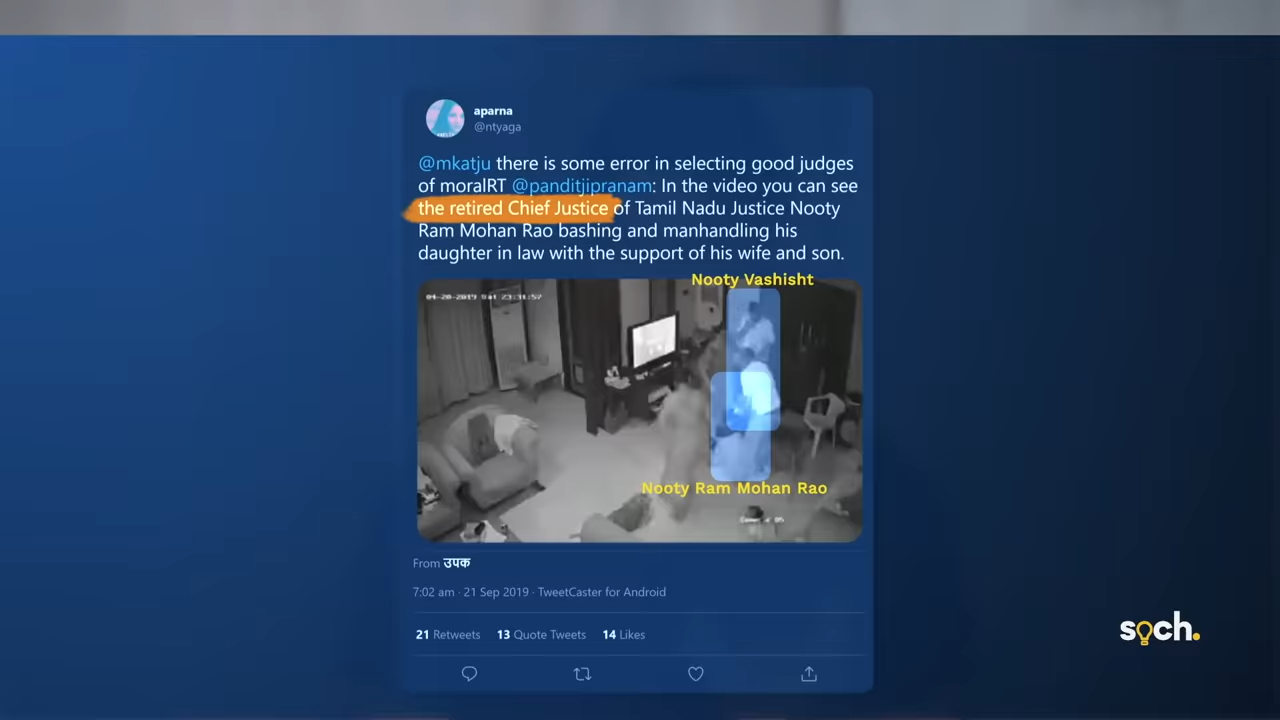 aparna
@ntyaga
@mkatju there is some error in selecting good judges
of moralRT @panditjipranam: In the video you can see
the retired Chief Justice of Tamil Nadu Justice Nooty
Ram Mohan Rao bashing and manhandling his
daughter in law with the support of his wife and son.
Nooty Vashisht
04-20-2019 Sat 23:31:57
Nooty Ram Mohan Rao
From उपक
7:02 am · 21 Sep 2019 · TweetCaster for Android
21 Retweets 13 Quote Tweets 14 Likes
soch.